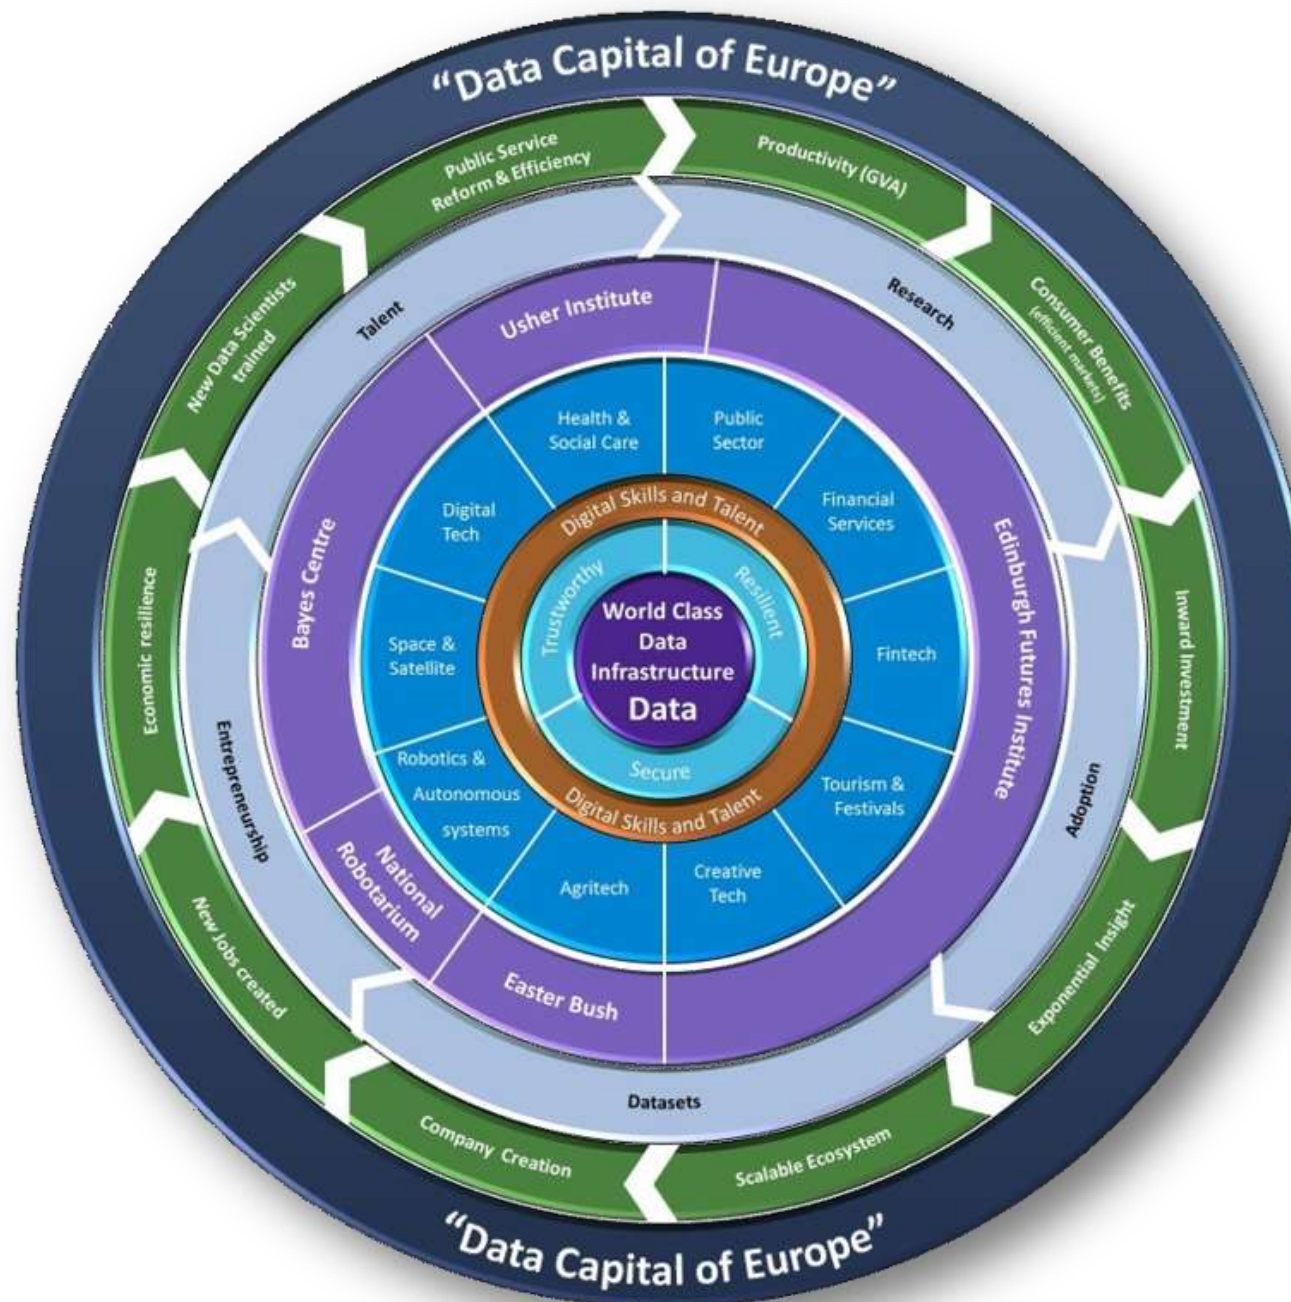 “Data Capital of Europe”
Public Service
Reform & Efficiency
Productivity (GVA)
Consumer Benefits
(efficient markets)
Inward Investment
Exponential Insight
Scalable Ecosystem
Company Creation
New Jobs created
Economic resilience
New Data Scientists
trained
Talent
Research
Adoption
Datasets
Entrepreneurship
Usher Institute
Edinburgh Futures Institute
Easter Bush
National
Robotarium
Bayes Centre
Health &
Social Care
Public
Sector
Financial
Services
Fintech
Tourism &
Festivals
Creative
Tech
Agritech
Robotics &
Autonomous
systems
Space &
Satellite
Digital
Tech
Digital Skills and Talent
Trustworthy
Resilient
Secure
World Class
Data
Infrastructure
Data
Digital Skills and Talent
“Data Capital of Europe”